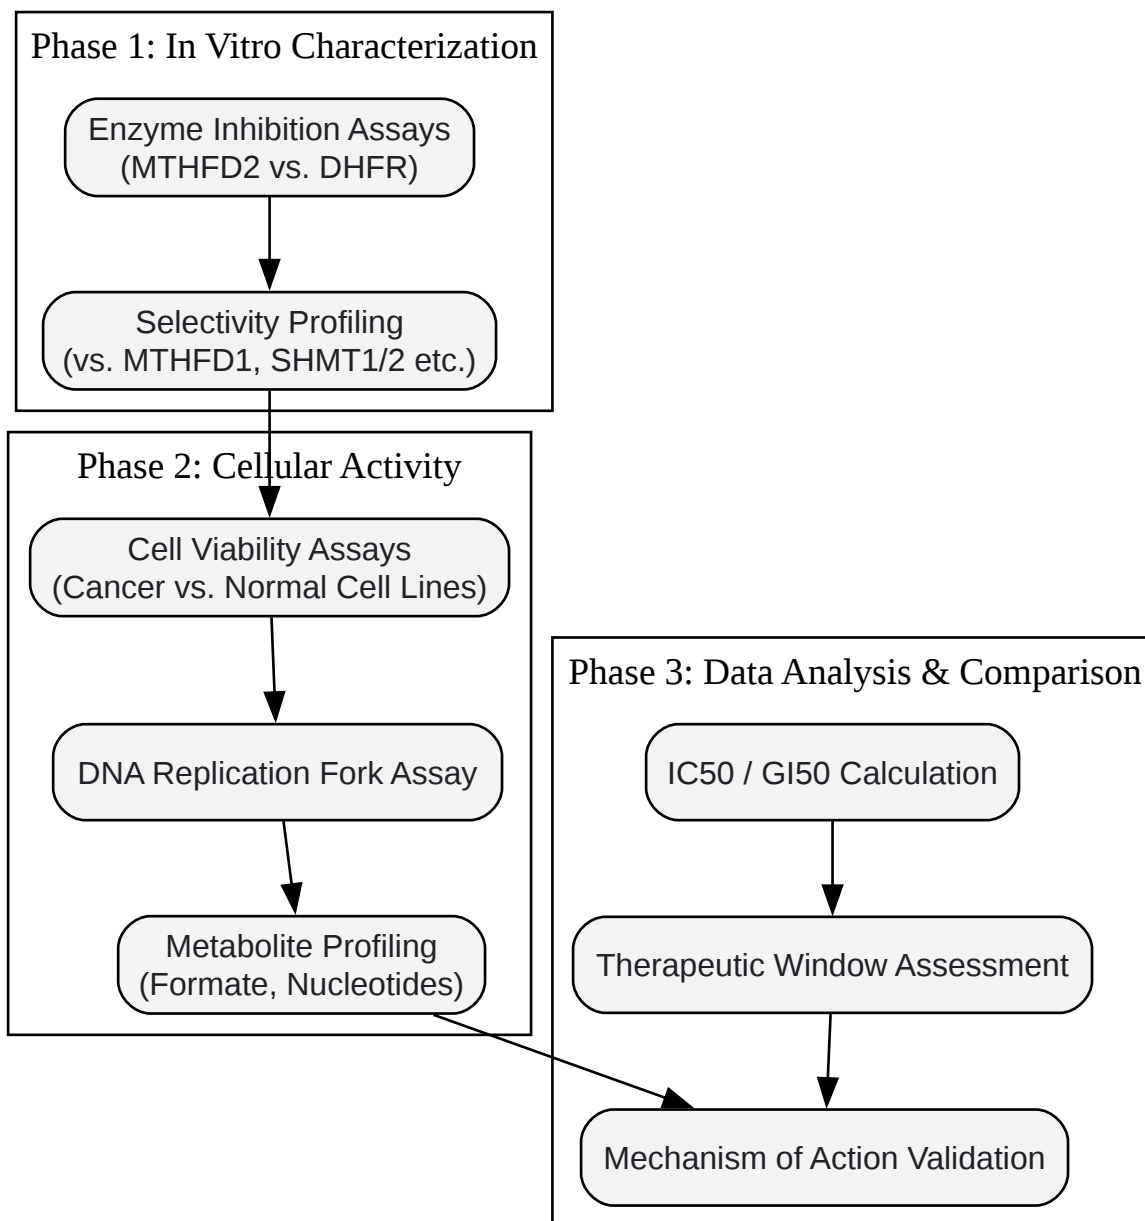 Phase 1: In Vitro Characterization
Enzyme Inhibition Assays
(MTHFD2 vs. DHFR)
Selectivity Profiling
(vs. MTHFD1, SHMT1/2 etc.)
Phase 2: Cellular Activity
Cell Viability Assays
(Cancer vs. Normal Cell Lines)
DNA Replication Fork Assay
Metabolite Profiling
(Formate, Nucleotides)
Phase 3: Data Analysis & Comparison
IC50 / GI50 Calculation
Therapeutic Window Assessment
Mechanism of Action Validation